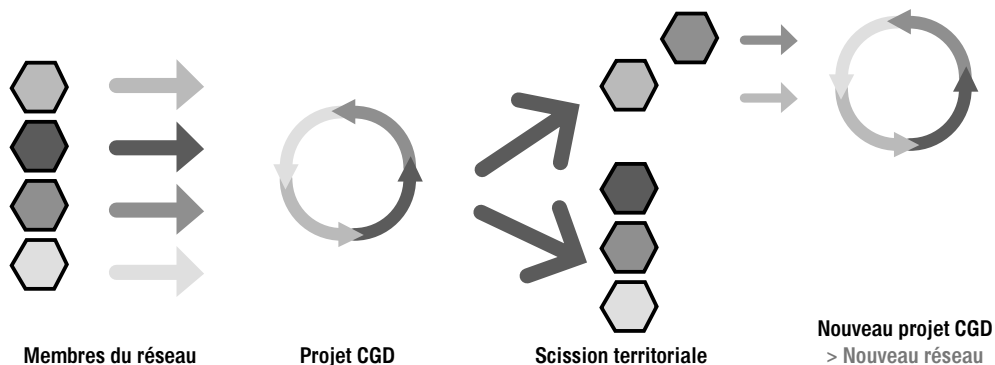 Membres du réseau
Projet CGD
Scission territoriale
Nouveau projet CGD
> Nouveau réseau